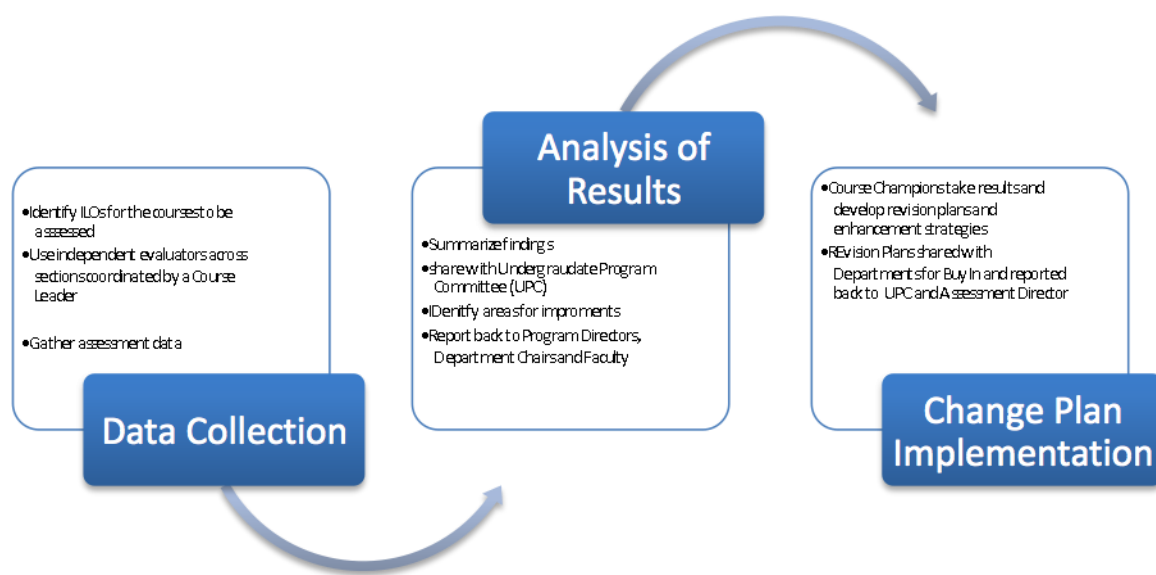 •Identify ILOs for the courses to be
assessed
•Use independent evaluators across
sections coordinated by a Course
Leader
•Gather assessment data
Data Collection
Analysis of
Results
•Summarize findings
•share with Undergraudate Program
Committee (UPC)
•IDenitfy areas for improments
•Report back to Program Directors,
Department Chairs and Faculty
•Course Champions take results and
develop revision plans and
enhancement strategies
•REvision Plans shared with
Departments for Buy In and reported
back to UPC and Assessment Director
Change Plan
Implementation